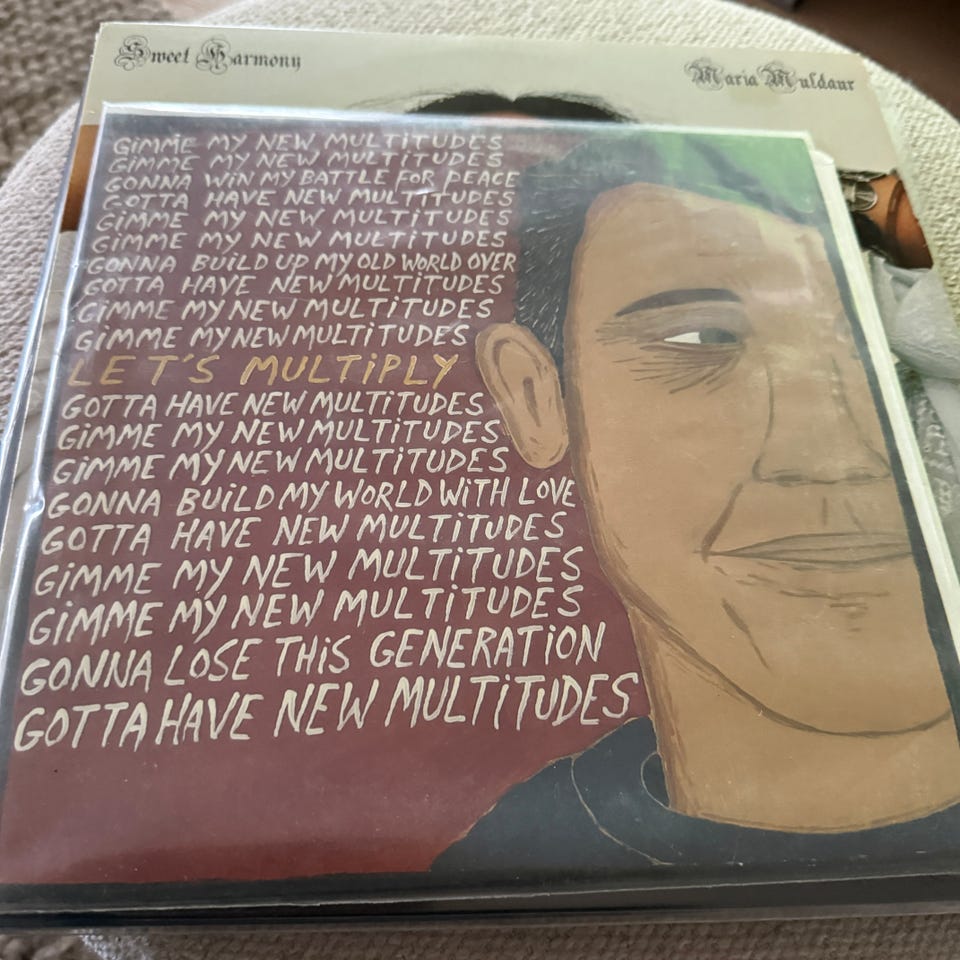 Sweet Harmony
Maria Muldaur
GiMME MY NEW MULTiTUDES
GiMME MY NEW MULTiTUDES
GONNA WiN MY BATTLE FOR PEACE
GOTTA HAVE NEW MULTiTUDES
GiMME MY NEW MULTiTUDES
GiMME MY NEW MULTiTUDES
GONNA BUiLD UP MY OLD WORLD OVER
GOTTA HAVE NEW MULTiTUDES
GiMME MY NEW MULTiTUDES
GiMME MY NEW MULTiTUDES
LET'S MULTiPLY
GOTTA HAVE NEW MULTiTUDES
GiMME MY NEW MULTiTUDES
GiMME MY NEW MULTiTUDES
GONNA BUiLD MY WORLD WiTH LOVE
GOTTA HAVE NEW MULTiTUDES
GiMME MY NEW MULTiTUDES
GiMME MY NEW MULTiTUDES
GONNA LOSE THiS GENERATiON
GOTTA HAVE NEW MULTiTUDES